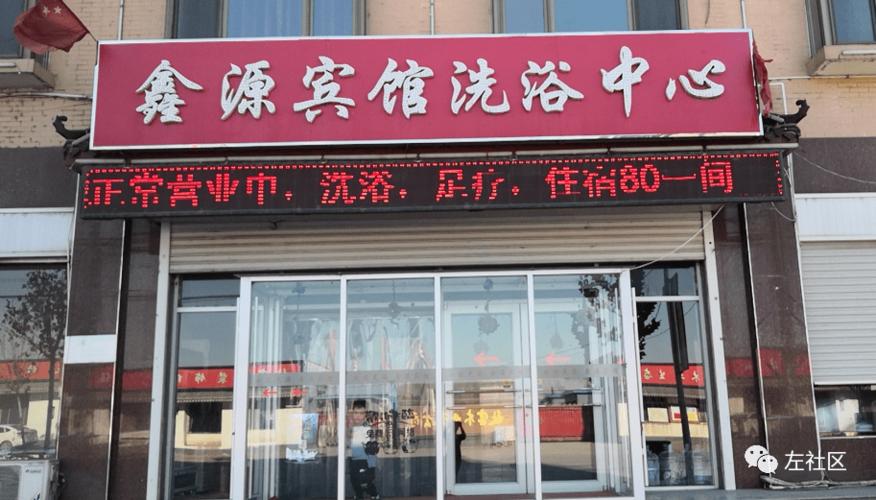 鑫源宾馆洗浴中心
正常营业中，洗浴，足疗，住宿80一间
左社区